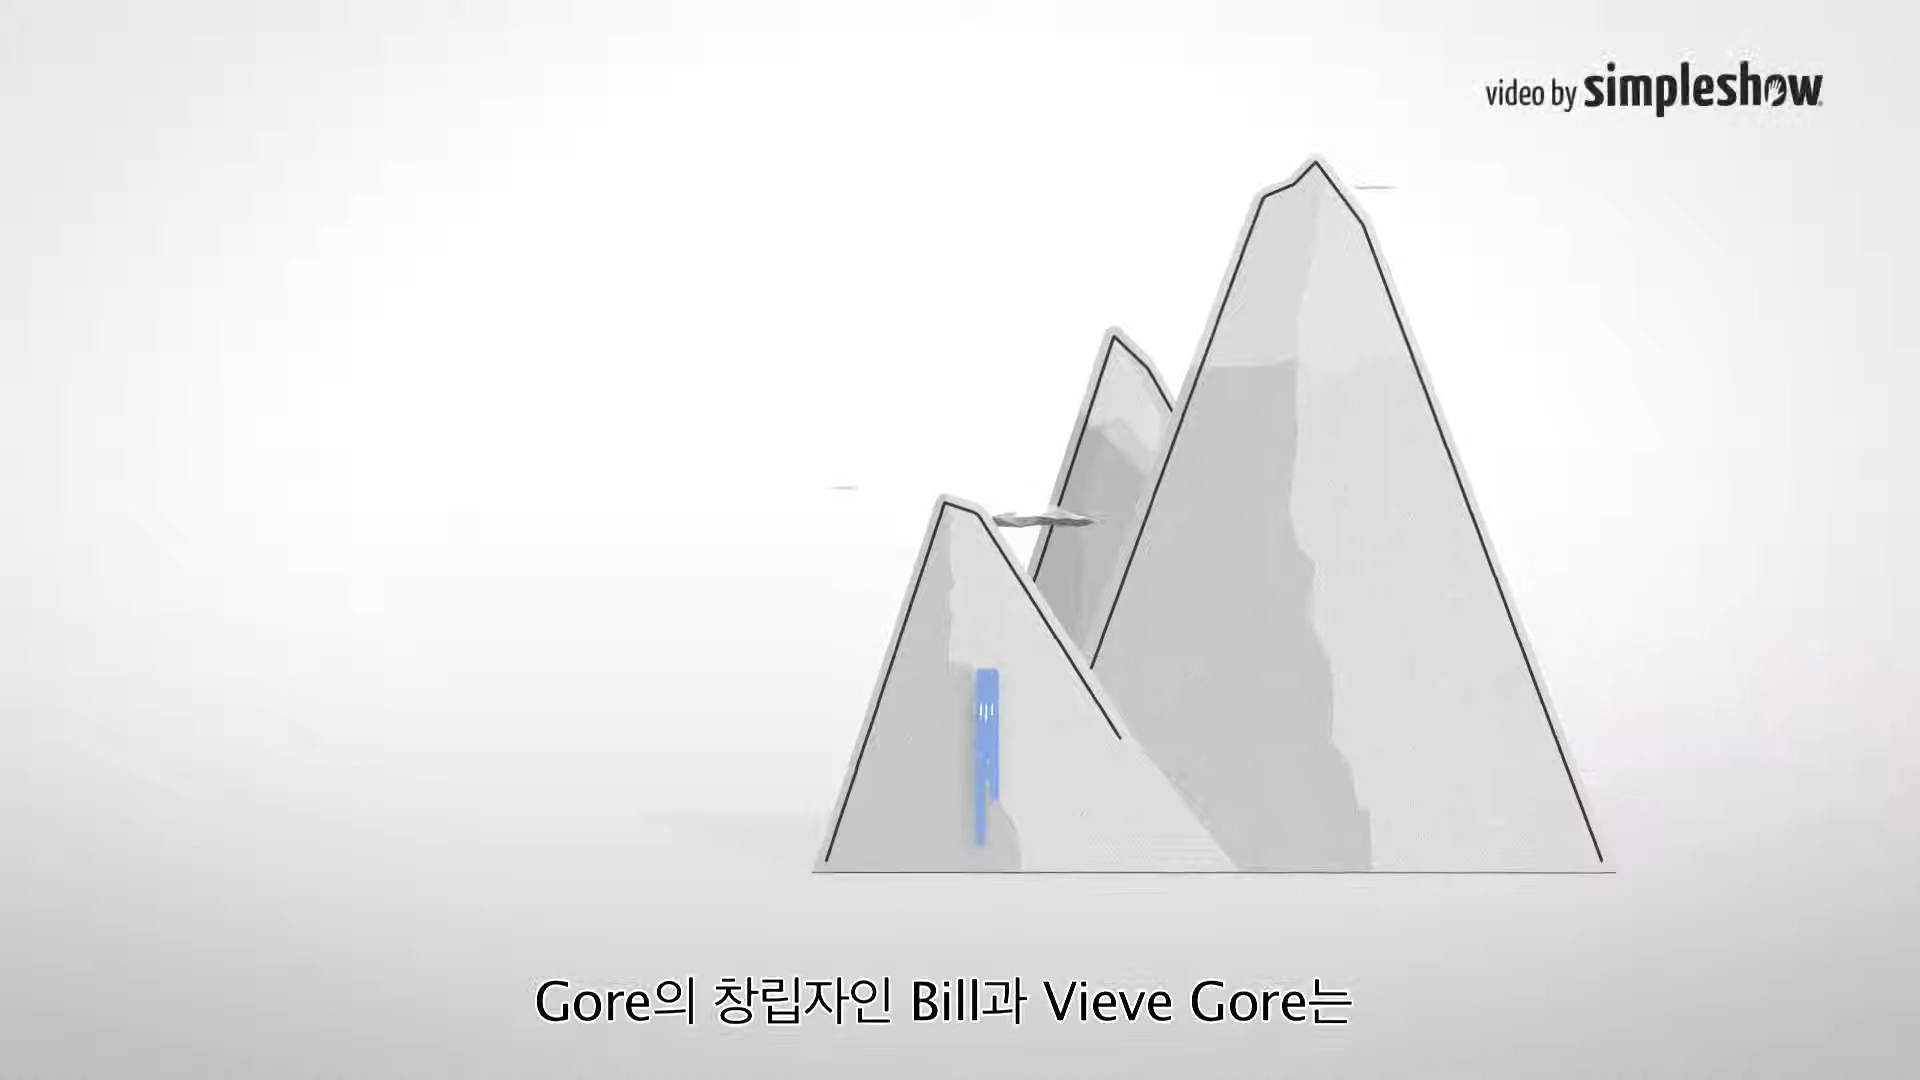 video by simpleshow
Gore의 창립자인 Bill과 Vieve Gore는